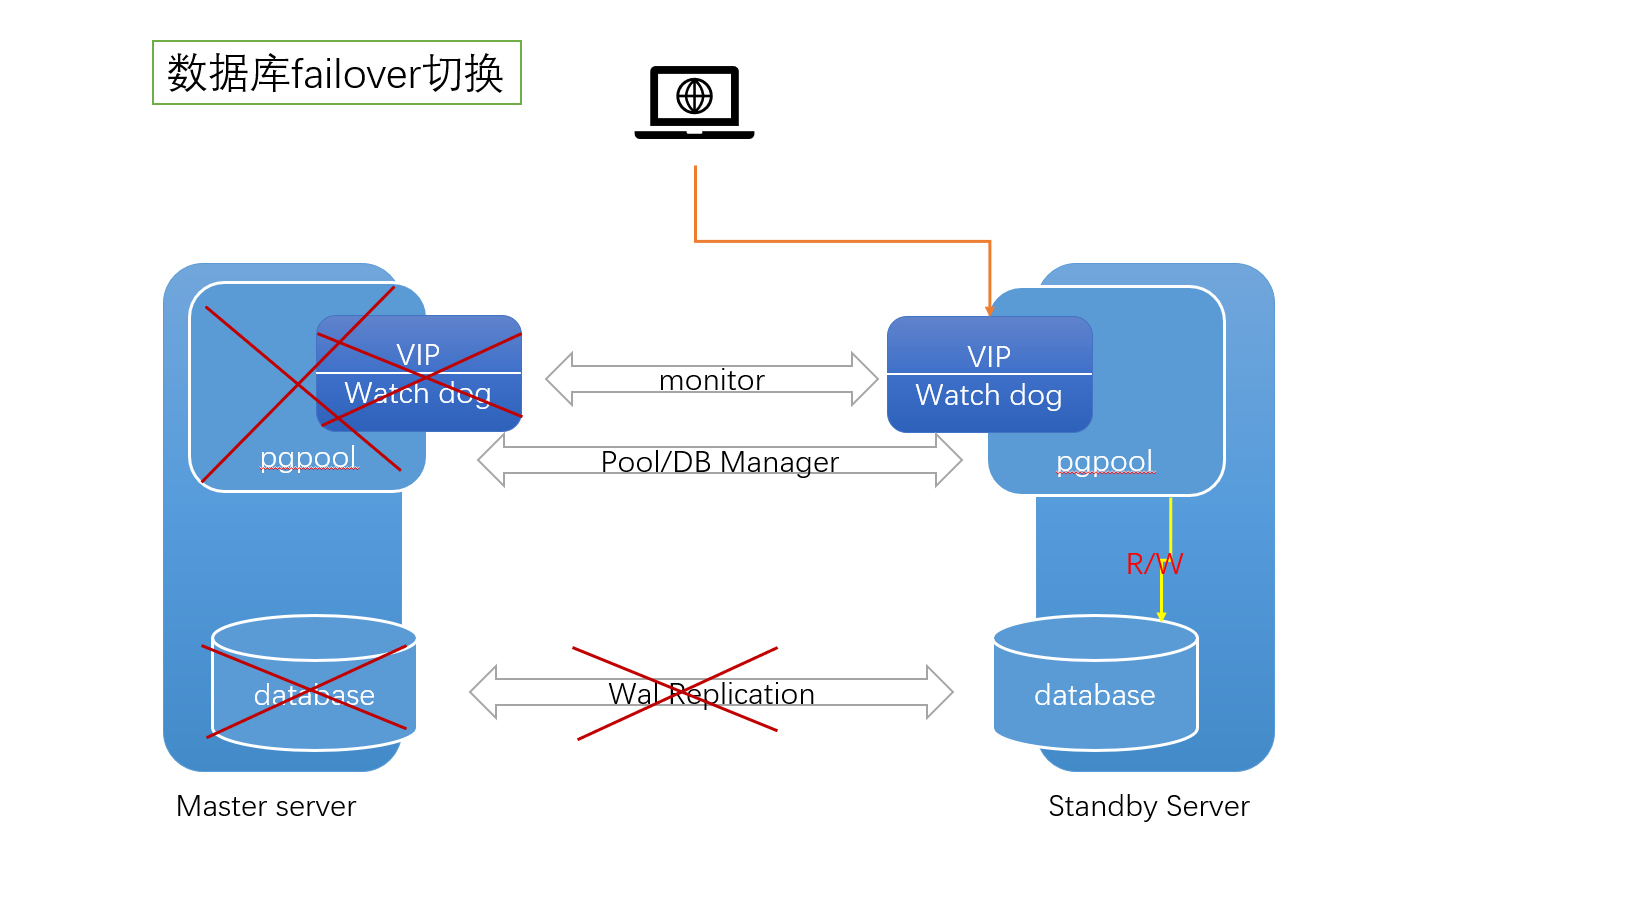 数据库failover切换
VIP
Watch dog
pgpool
monitor
Pool/DB Manager
VIP
Watch dog
pgpool
R/W
database
Wal Replication
database
Master server
Standby Server